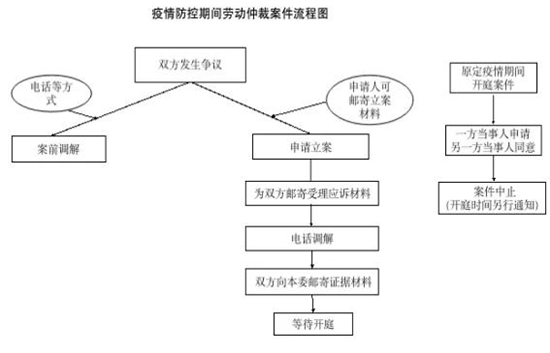 疫情防控期间劳动仲裁案件流程图
双方发生争议
电话等方
式
申请人可
邮寄立案
材料
案前调解
申请立案
为双方邮寄受理应诉材料
电话调解
双方向本委邮寄证据材料
等待开庭
原定疫情期间
开庭案件
一方当事人申请
另一方当事人同意
案件中止
(开庭时间另行通知)